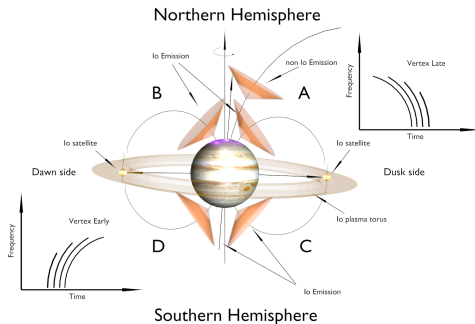 Northern Hemisphere
Io Emission
non Io Emission
B
A
Frequency
Vertex Late
Time
Io satellite
Io satellite
Dawn side
Dusk side
Io plasma torus
Frequency
Vertex Early
Time
D
C
Io Emission
Southern Hemisphere